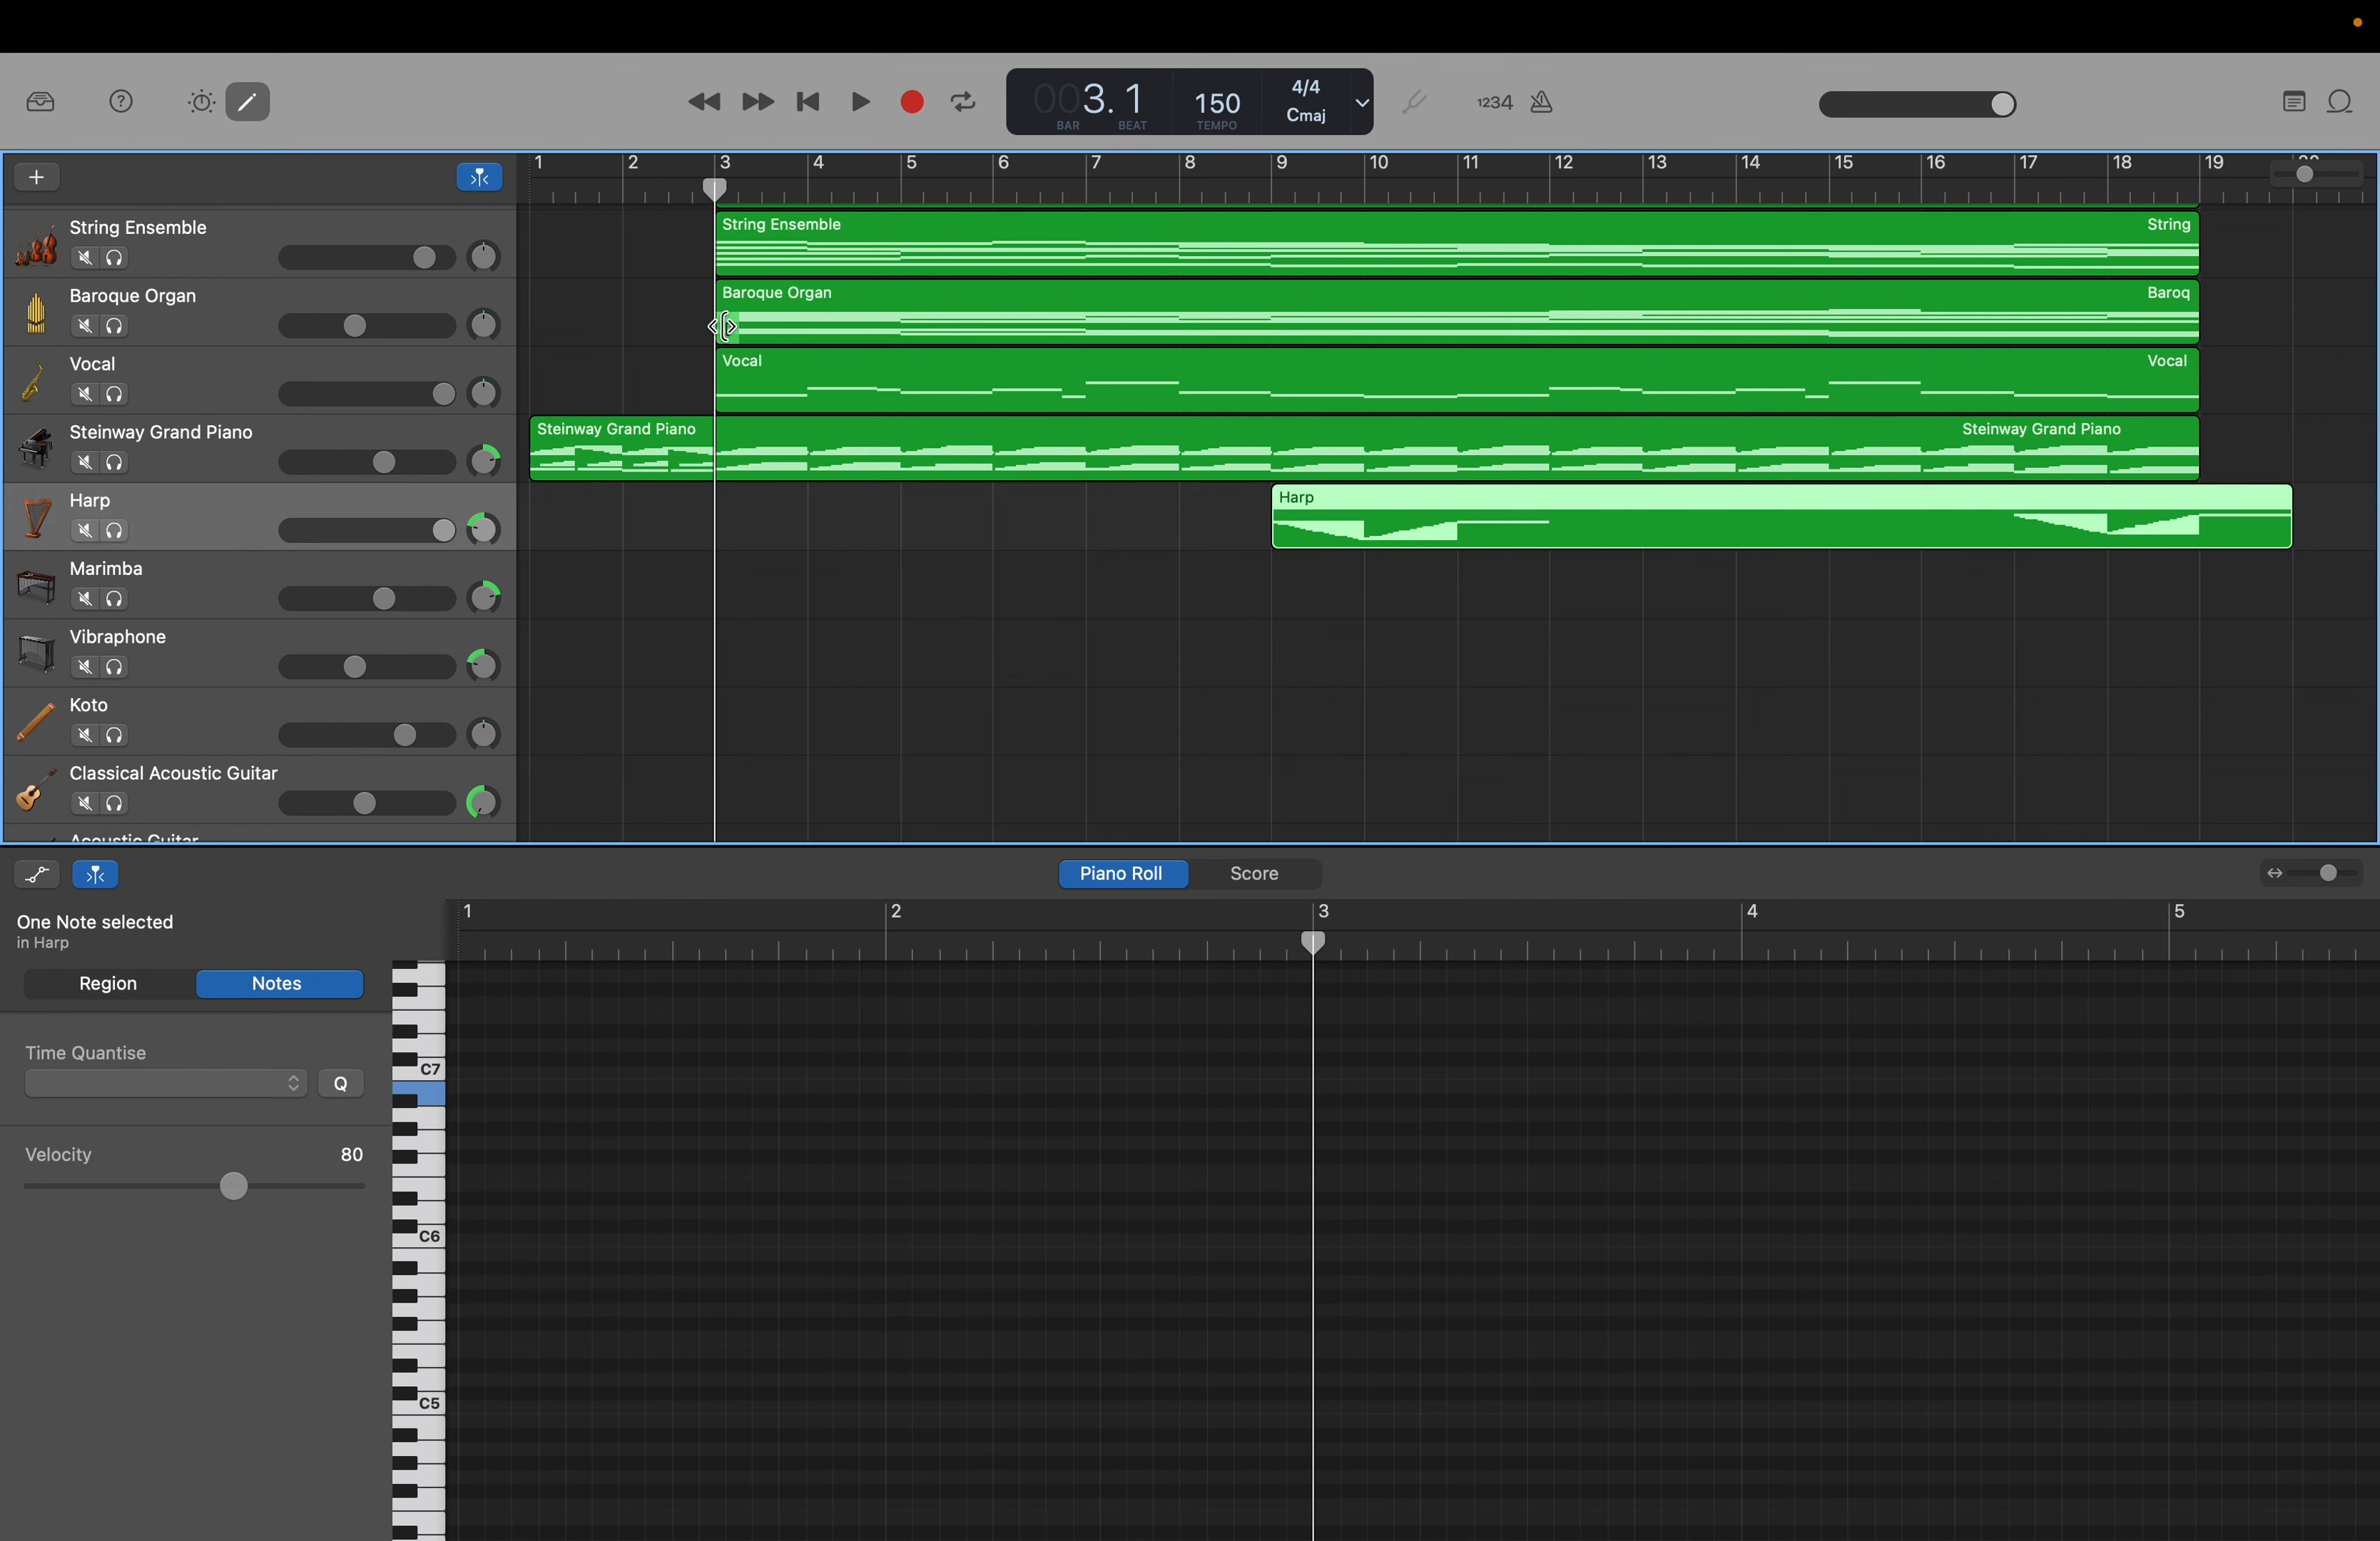 003. 1
BAR BEAT
150
TEMPO
4/4
Cmaj
1234
1 2 3 4 5 6 7 8 9 10 11 12 13 14 15 16 17 18 19
String Ensemble
String Ensemble String
Baroque Organ
Baroque Organ Baroq
Vocal
Vocal Vocal
Steinway Grand Piano
Steinway Grand Piano Steinway Grand Piano
Harp
Harp
Marimba
Vibraphone
Koto
Classical Acoustic Guitar
Acoustic Guitar
Piano Roll Score
One Note selected
in Harp
1 2 3 4 5
Region Notes
Time Quantise
Q
Velocity 80
C7
C6
C5